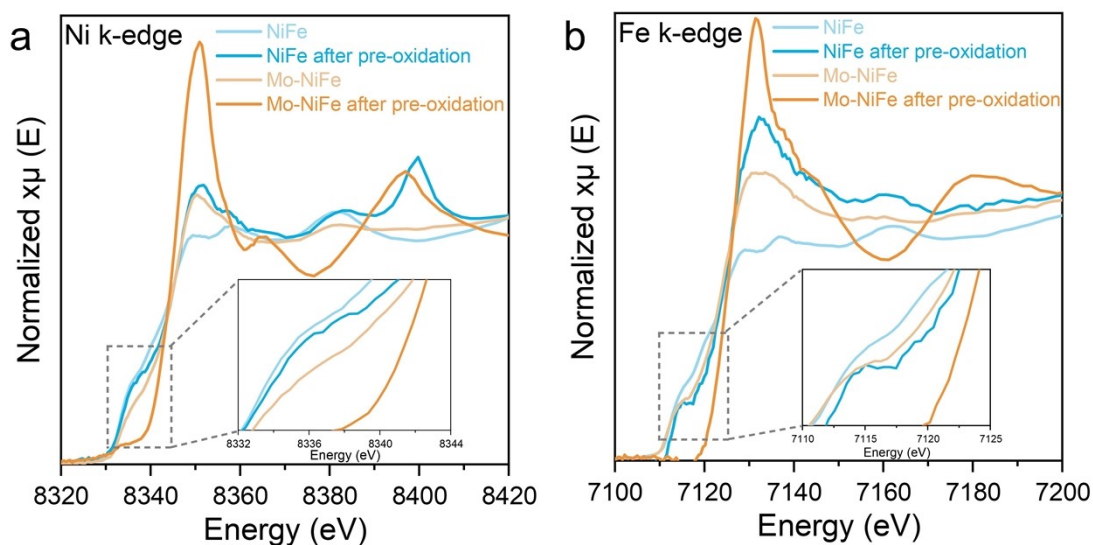 a
Ni k-edge
NiFe
NiFe after pre-oxidation
Mo-NiFe
Mo-NiFe after pre-oxidation
Normalized xμ (E)
8332 8336 8340 8344
Energy (eV)
8320 8340 8360 8380 8400 8420
Energy (eV)
b
Fe k-edge
NiFe
NiFe after pre-oxidation
Mo-NiFe
Mo-NiFe after pre-oxidation
Normalized xμ (E)
7110 7115 7120 7125
Energy (eV)
7100 7120 7140 7160 7180 7200
Energy (eV)